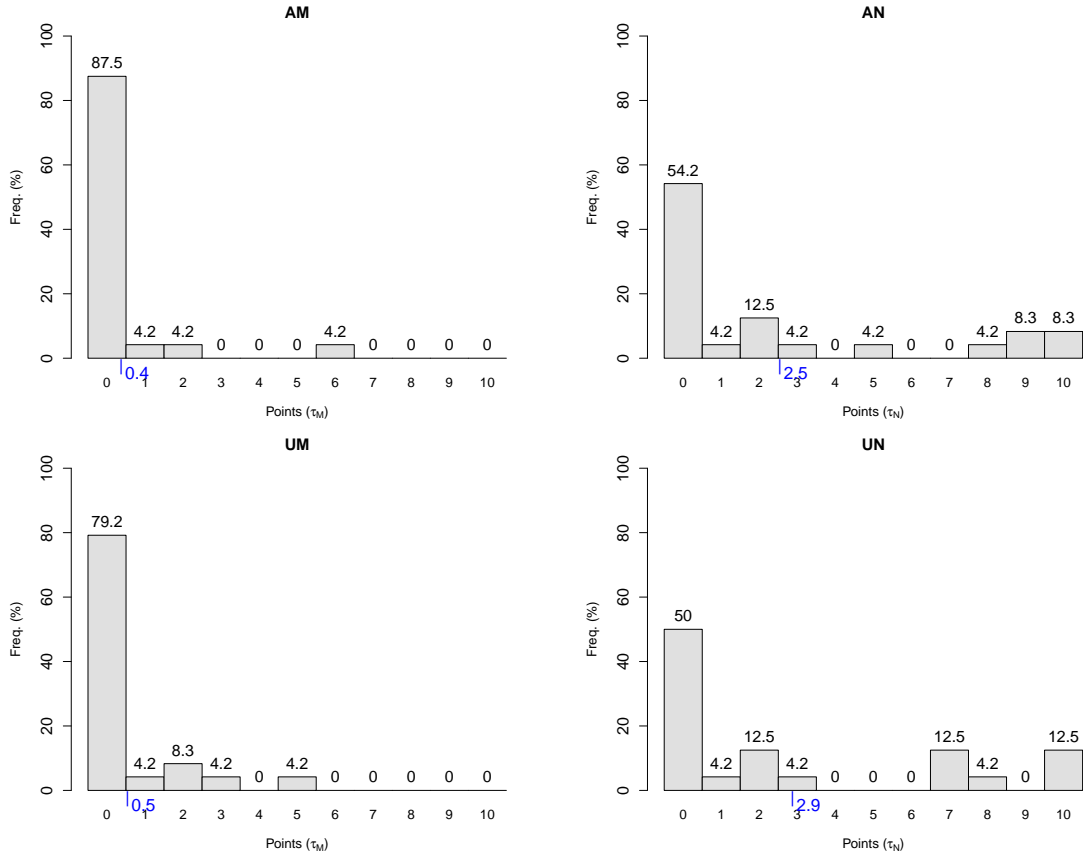 AM
100
80
60
40
20
0
Freq. (%)
87.5
4.2 4.2 0 0 0 4.2 0 0 0 0
0 1 2 3 4 5 6 7 8 9 10
0.4
Points (τM)
AN
100
80
60
40
20
0
Freq. (%)
54.2
4.2 12.5 4.2 0 4.2 0 0 4.2 8.3 8.3
0 1 2 3 4 5 6 7 8 9 10
2.5
Points (τN)
UM
100
80
60
40
20
0
Freq. (%)
79.2
4.2 8.3 4.2 0 4.2 0 0 0 0 0
0 1 2 3 4 5 6 7 8 9 10
0.5
Points (τM)
UN
100
80
60
40
20
0
Freq. (%)
50
4.2 12.5 4.2 0 0 0 12.5 4.2 0 12.5
0 1 2 3 4 5 6 7 8 9 10
2.9
Points (τN)